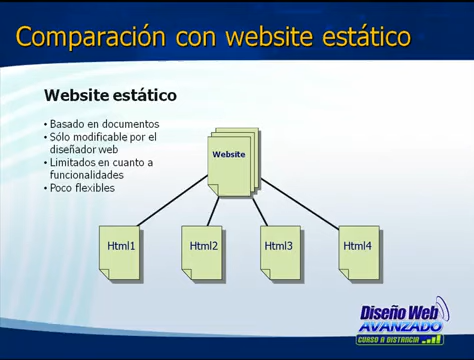 Comparación con website estático
Website estático
• Basado en documentos
• Sólo modificable por el
diseñador web
• Limitados en cuanto a
funcionalidades
• Poco flexibles
Website
Html1
Html2
Html3
Html4
Diseño Web
AVANZADO
CURSO A DISTANCIA